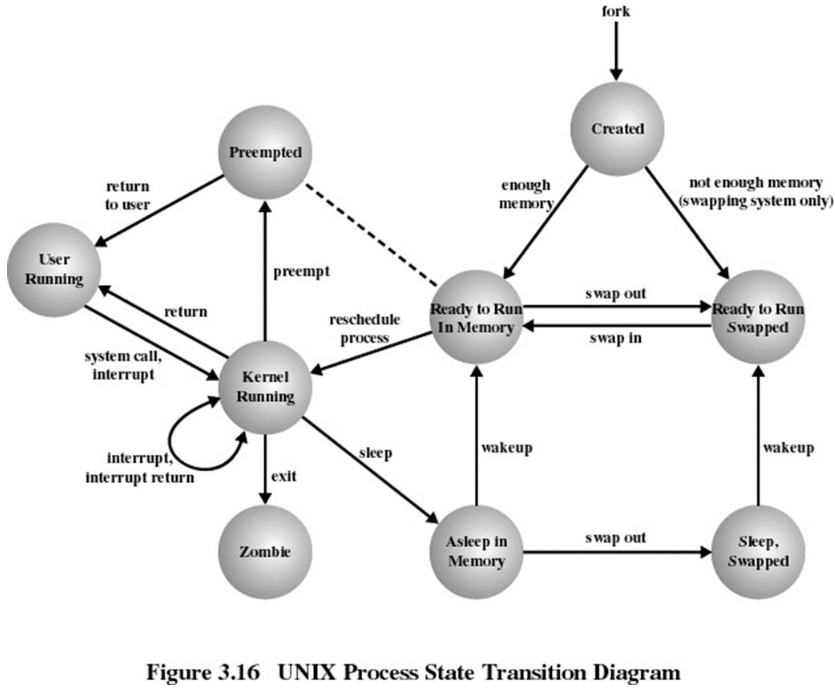 fork
Created
Preempted
return
to user
enough
memory
not enough memory
(swapping system only)
User
Running
preempt
return
Ready to Run
In Memory
swap out
swap in
Ready to Run
Swapped
reschedule
process
system call,
interrupt
Kernel
Running
interrupt,
interrupt return
exit
sleep
wakeup
wakeup
Zombie
Asleep in
Memory
swap out
Sleep,
Swapped
Figure 3.16 UNIX Process State Transition Diagram